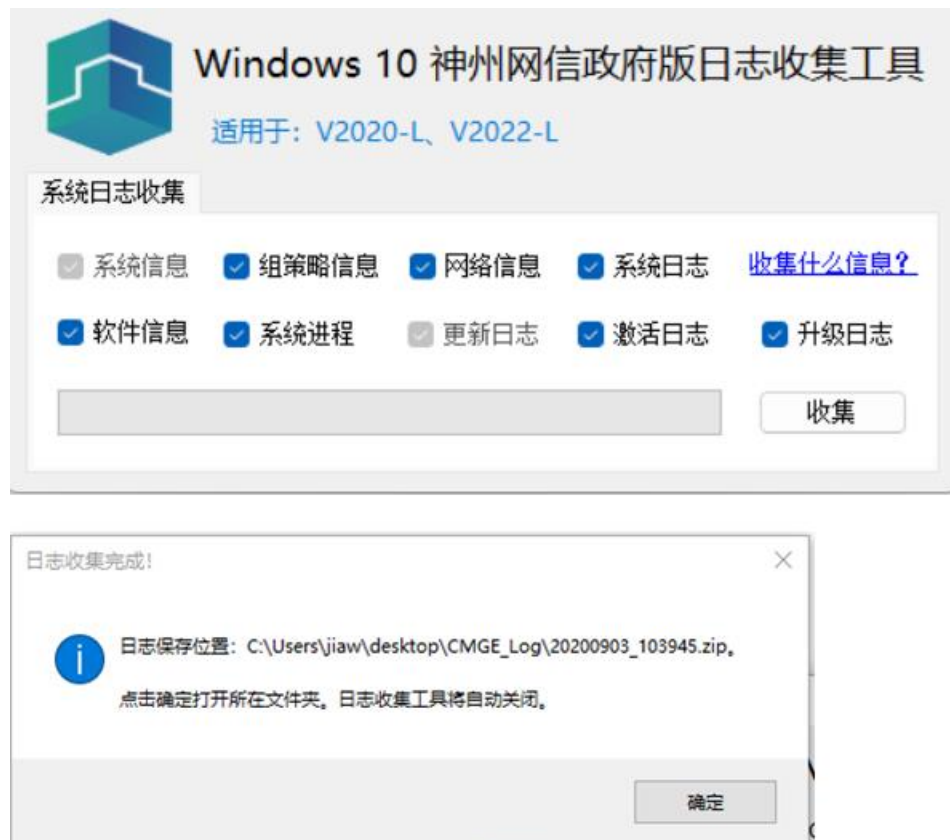 Windows 10 神州网信政府版日志收集工具
适用于：V2020-L、V2022-L
系统日志收集
系统信息 组策略信息 网络信息 系统日志 收集什么信息？
软件信息 系统进程 更新日志 激活日志 升级日志
收集
日志收集完成!
日志保存位置：C:\Users\jiaw\desktop\CMGE_Log\20200903_103945.zip。
点击确定打开所在文件夹。日志收集工具将自动关闭。
确定